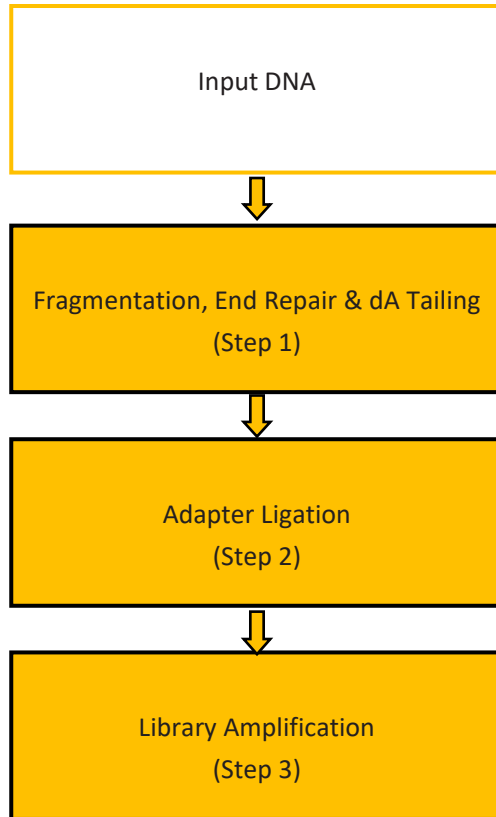 Input DNA
Fragmentation, End Repair & dA Tailing
(Step 1)
Adapter Ligation
(Step 2)
Library Amplification
(Step 3)